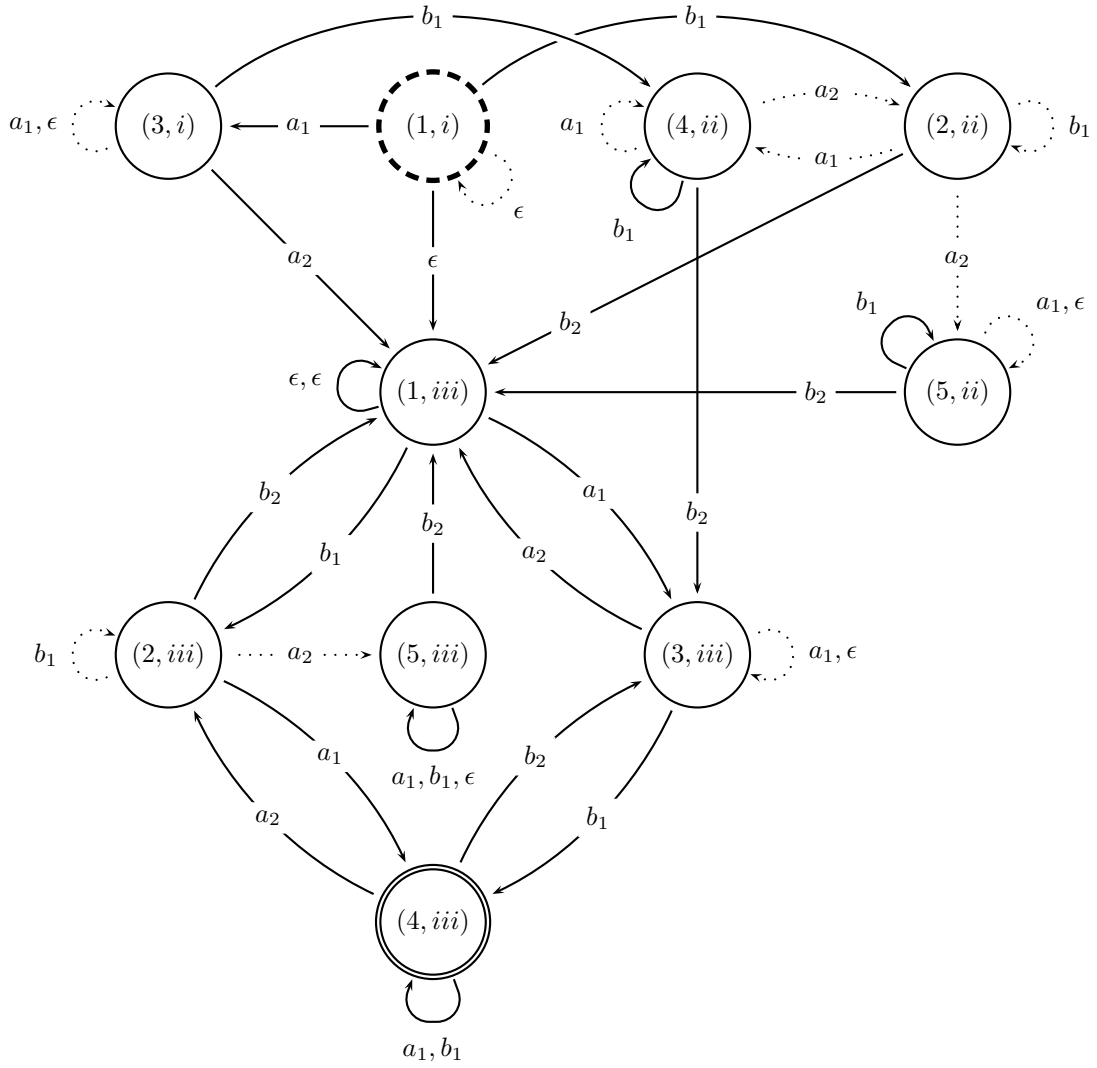 b₁ b₁
a₁, ϵ (3, i) a₁ (1, i) a₁ (4, ii) a₂ (2, ii) b₁
a₁
ϵ
b₁
a₂ ϵ a₂
b₁ a₁, ϵ
b₂
ϵ, ϵ (1, iii) b₂ (5, ii)
b₂ a₁
b₂ b₂
b₁ a₂
b₁ (2, iii) a₂ (5, iii) (3, iii) a₁, ϵ
a₁ b₂
a₁, b₁, ϵ
a₂ b₁
(4, iii)
a₁, b₁